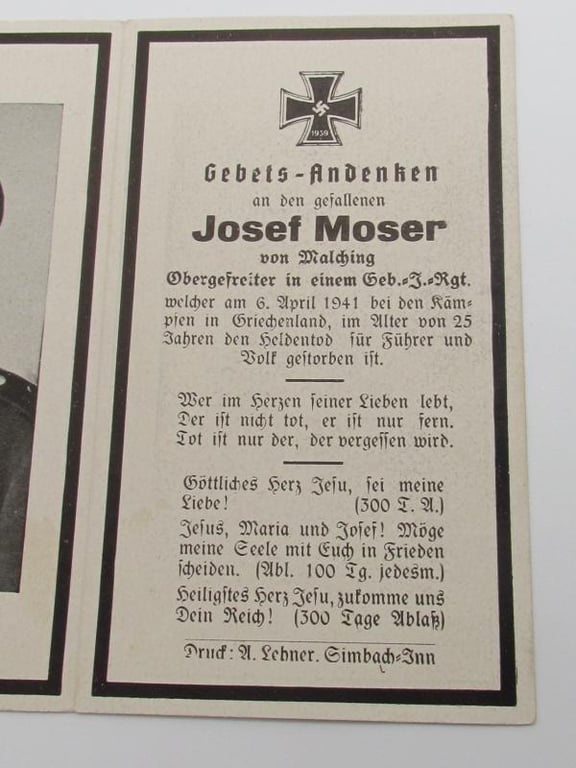 1939
Gebets-Andenken
an den gefallenen
Josef Moser
von Malching
Obergefreiter in einem Geb.-J.-Rgt.
welcher am 6. April 1941 bei den Käm-
pfen in Griechenland, im Alter von 25
Jahren den Heldentod für Führer und
Volk gestorben ist.
Wer im Herzen seiner Lieben lebt,
Der ist nicht tot, er ist nur fern.
Tot ist nur der, der vergessen wird.
Göttliches Herz Jesu, sei meine
Liebe! (300 T. A.)
Jesus, Maria und Josef! Möge
meine Seele mit Euch in Frieden
scheiden. (Abl. 100 Tg. jedesm.)
Heiligstes Herz Jesu, zukomme uns
Dein Reich! (300 Tage Ablaß)
Druck: A. Lehner. Simbach-Inn